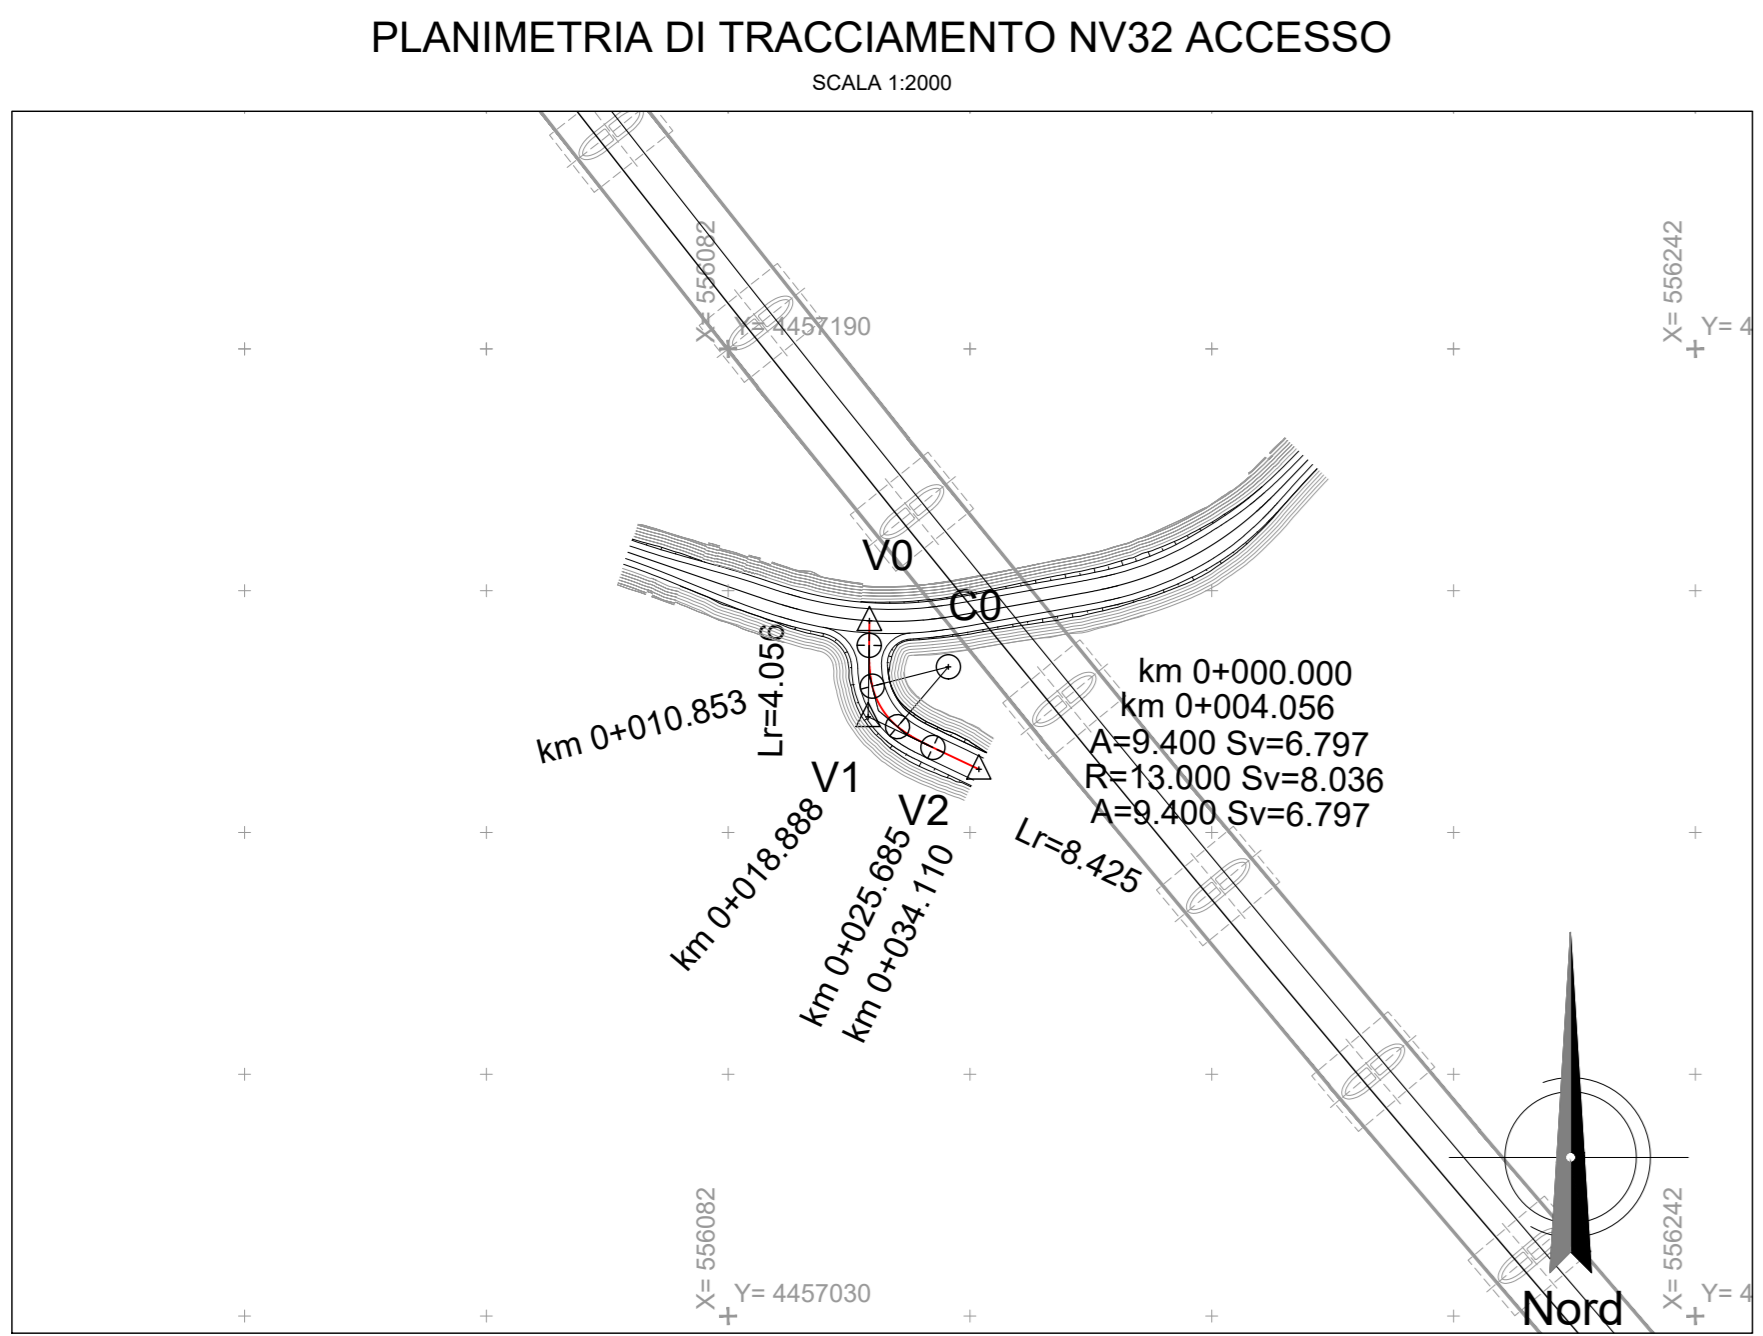 PLANIMETRIA DI TRACCIAMENTO NV32 ACCESSO
SCALA 1:2000
X= 556082
Y= 4457190
X= 556242
Y= 4
V0
C0
Lr=4.056
km 0+010.853
km 0+000.000
km 0+004.056
A=9.400 Sv=6.797
R=13.000 Sv=8.036
A=9.400 Sv=6.797
V1
V2
Lr=8.425
km 0+018.888
km 0+025.685
km 0+034.110
X= 556082
Y= 4457030
X= 556242
Y= 4
Nord